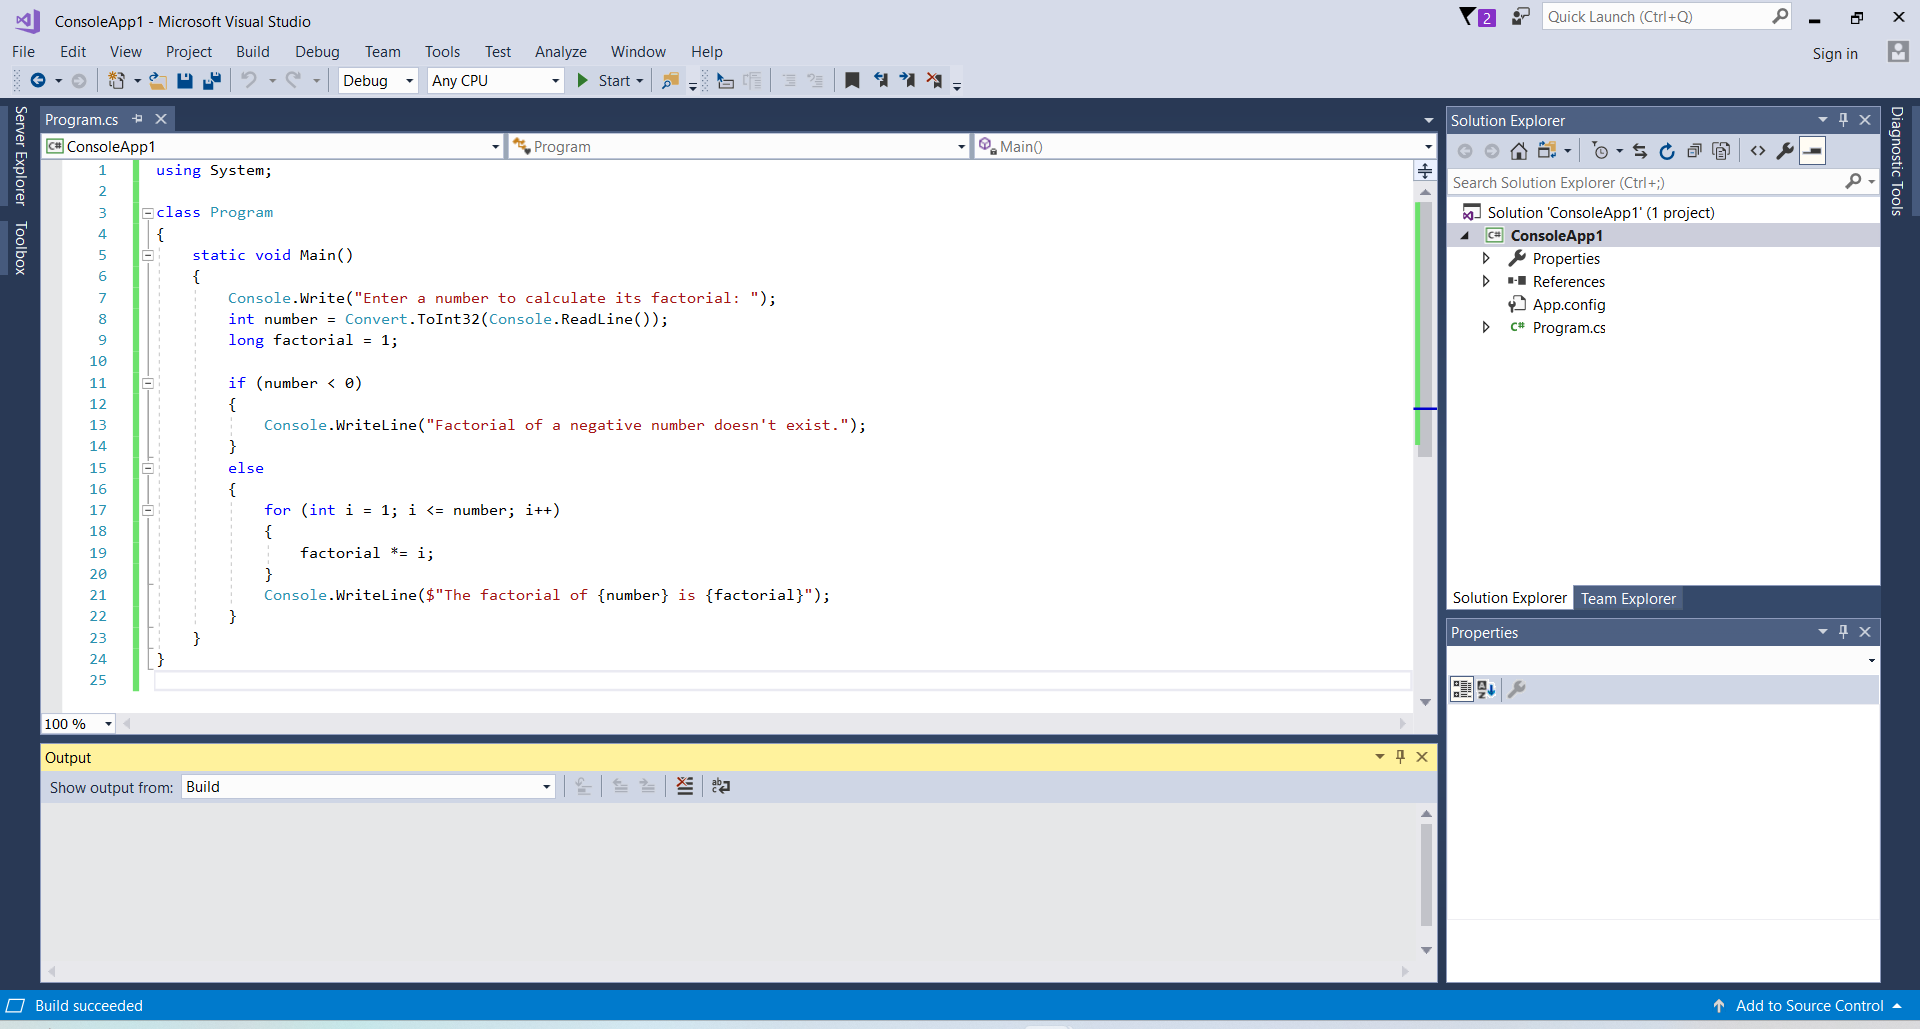 ConsoleApp1 - Microsoft Visual Studio
2
Quick Launch (Ctrl+Q)
File Edit View Project Build Debug Team Tools Test Analyze Window Help
Sign in
Debug Any CPU Start
Server Explorer
Toolbox
Program.cs
C# ConsoleApp1 Program Main()
1 using System;
2
3 class Program
4 {
5 static void Main()
6 {
7 Console.Write("Enter a number to calculate its factorial: ");
8 int number = Convert.ToInt32(Console.ReadLine());
9 long factorial = 1;
10
11 if (number < 0)
12 {
13 Console.WriteLine("Factorial of a negative number doesn't exist.");
14 }
15 else
16 {
17 for (int i = 1; i <= number; i++)
18 {
19 factorial *= i;
20 }
21 Console.WriteLine($"The factorial of {number} is {factorial}");
22 }
23 }
24 }
25
100 %
Output
Show output from: Build
Solution Explorer
Search Solution Explorer (Ctrl+;)
Solution 'ConsoleApp1' (1 project)
C# ConsoleApp1
Properties
References
App.config
C# Program.cs
Solution Explorer Team Explorer
Properties
Diagnostic Tools
Build succeeded
Add to Source Control